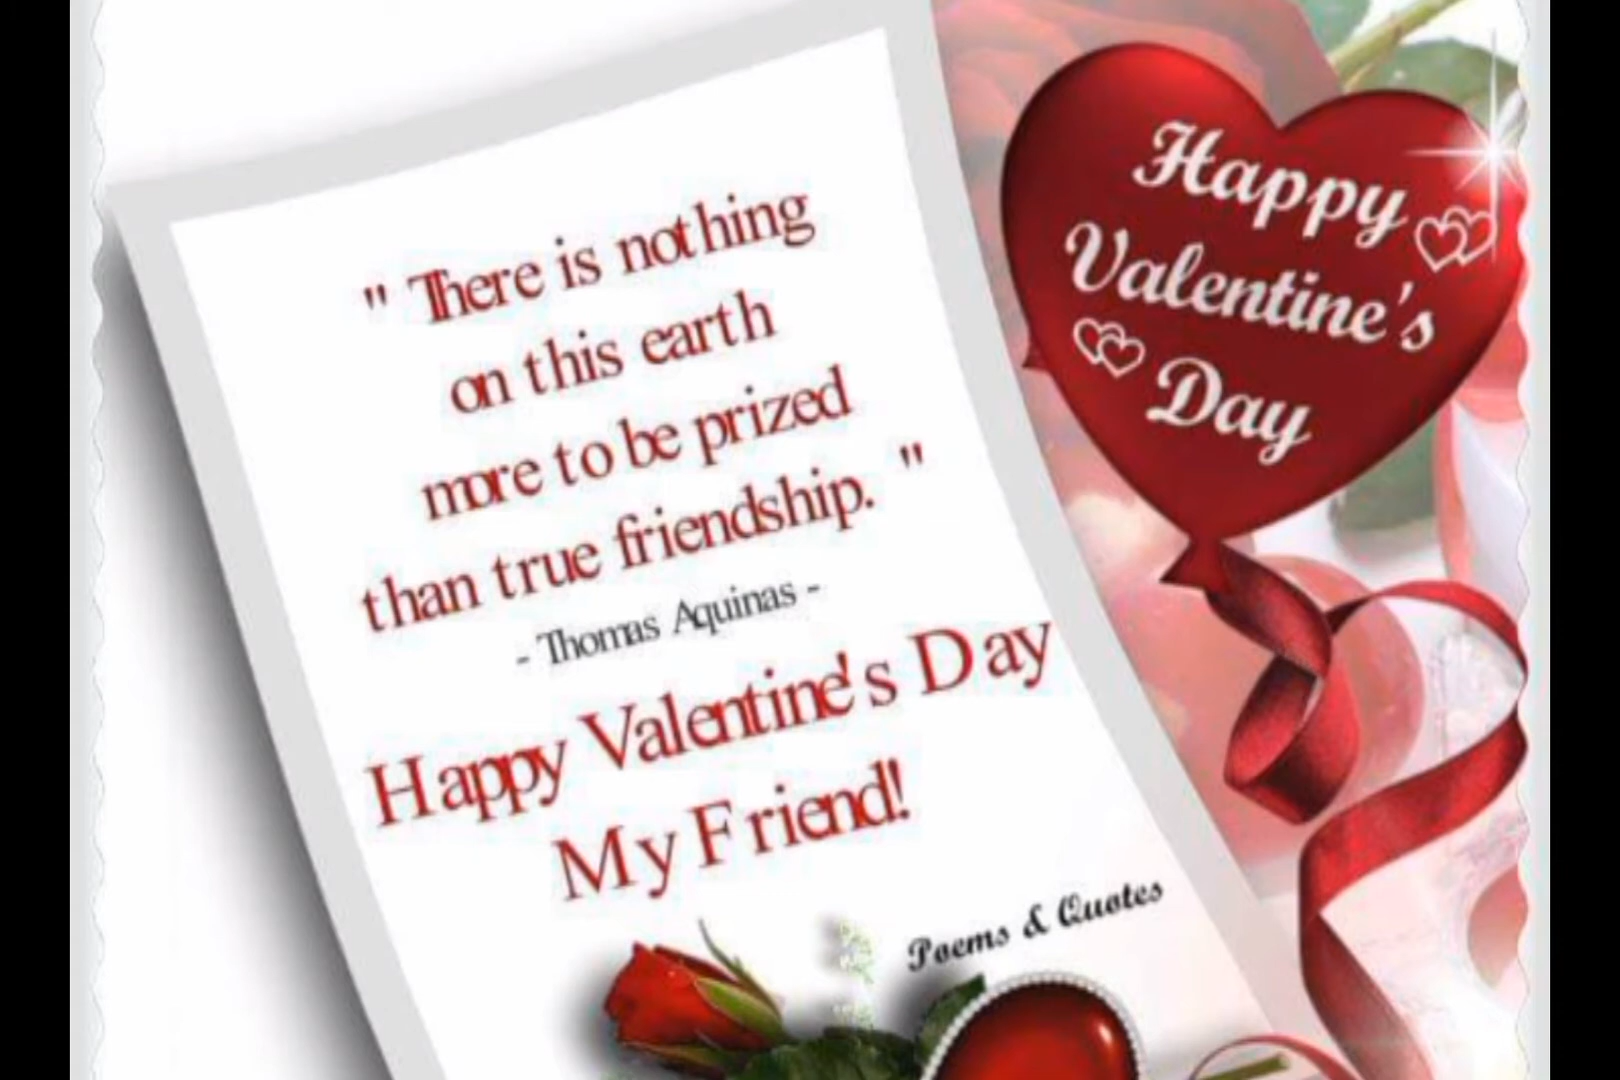 " There is nothing
on this earth
more to be prized
than true friendship. "
- Thomas Aquinas -
Happy Valentine's Day
My Friend!
Poems & Quotes
Happy
Valentine's
Day